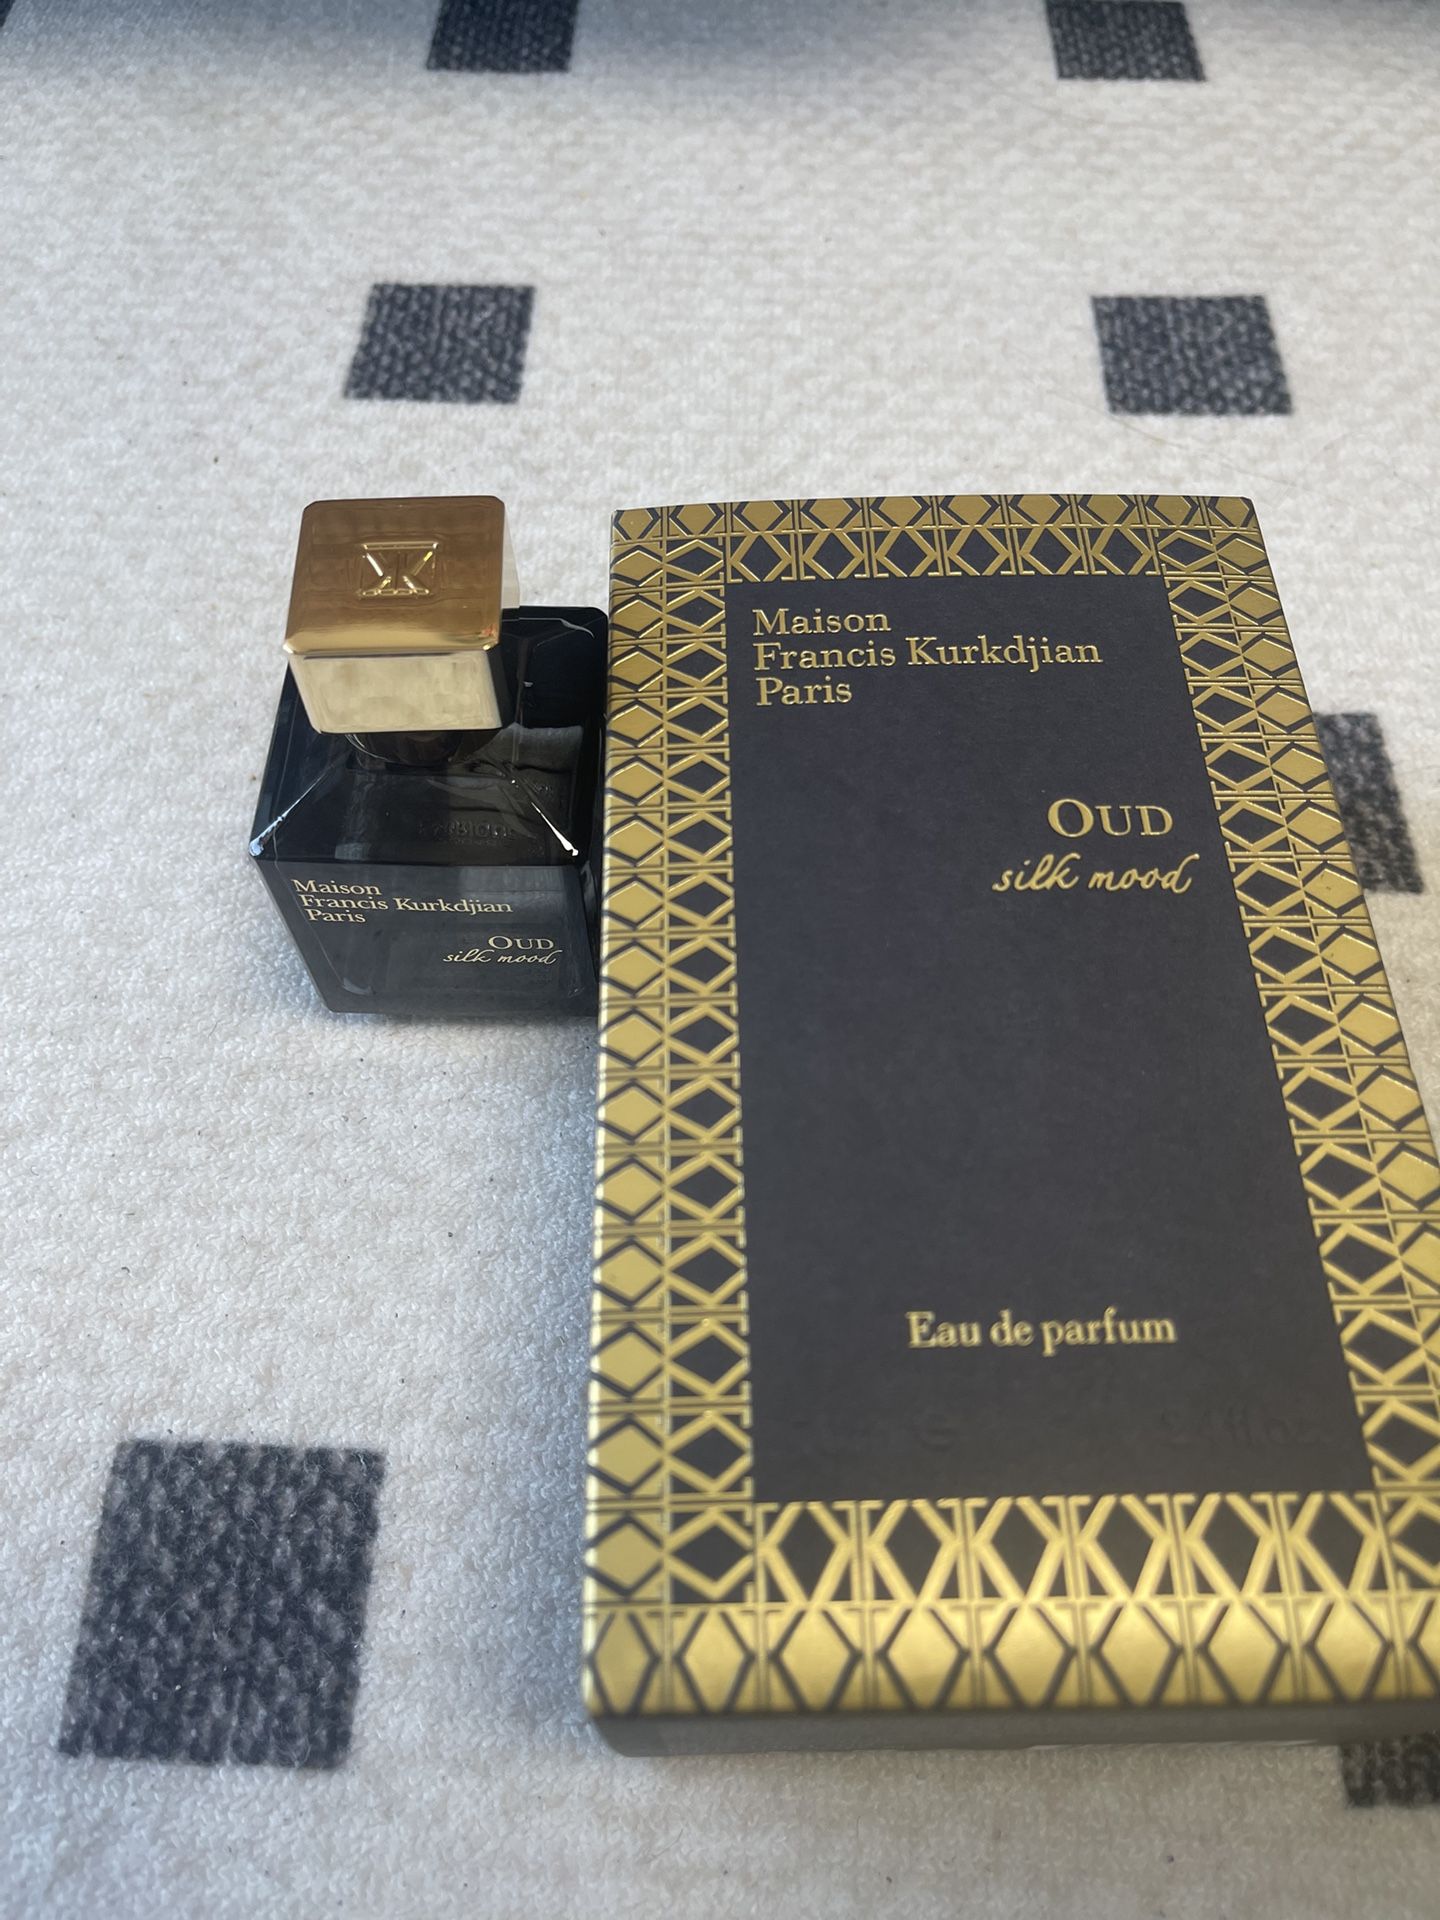 Maison
Francis Kurkdjian
Paris
OUD
silk mood
Maison
Francis Kurkdjian
Paris
OUD
silk mood
Eau de parfum